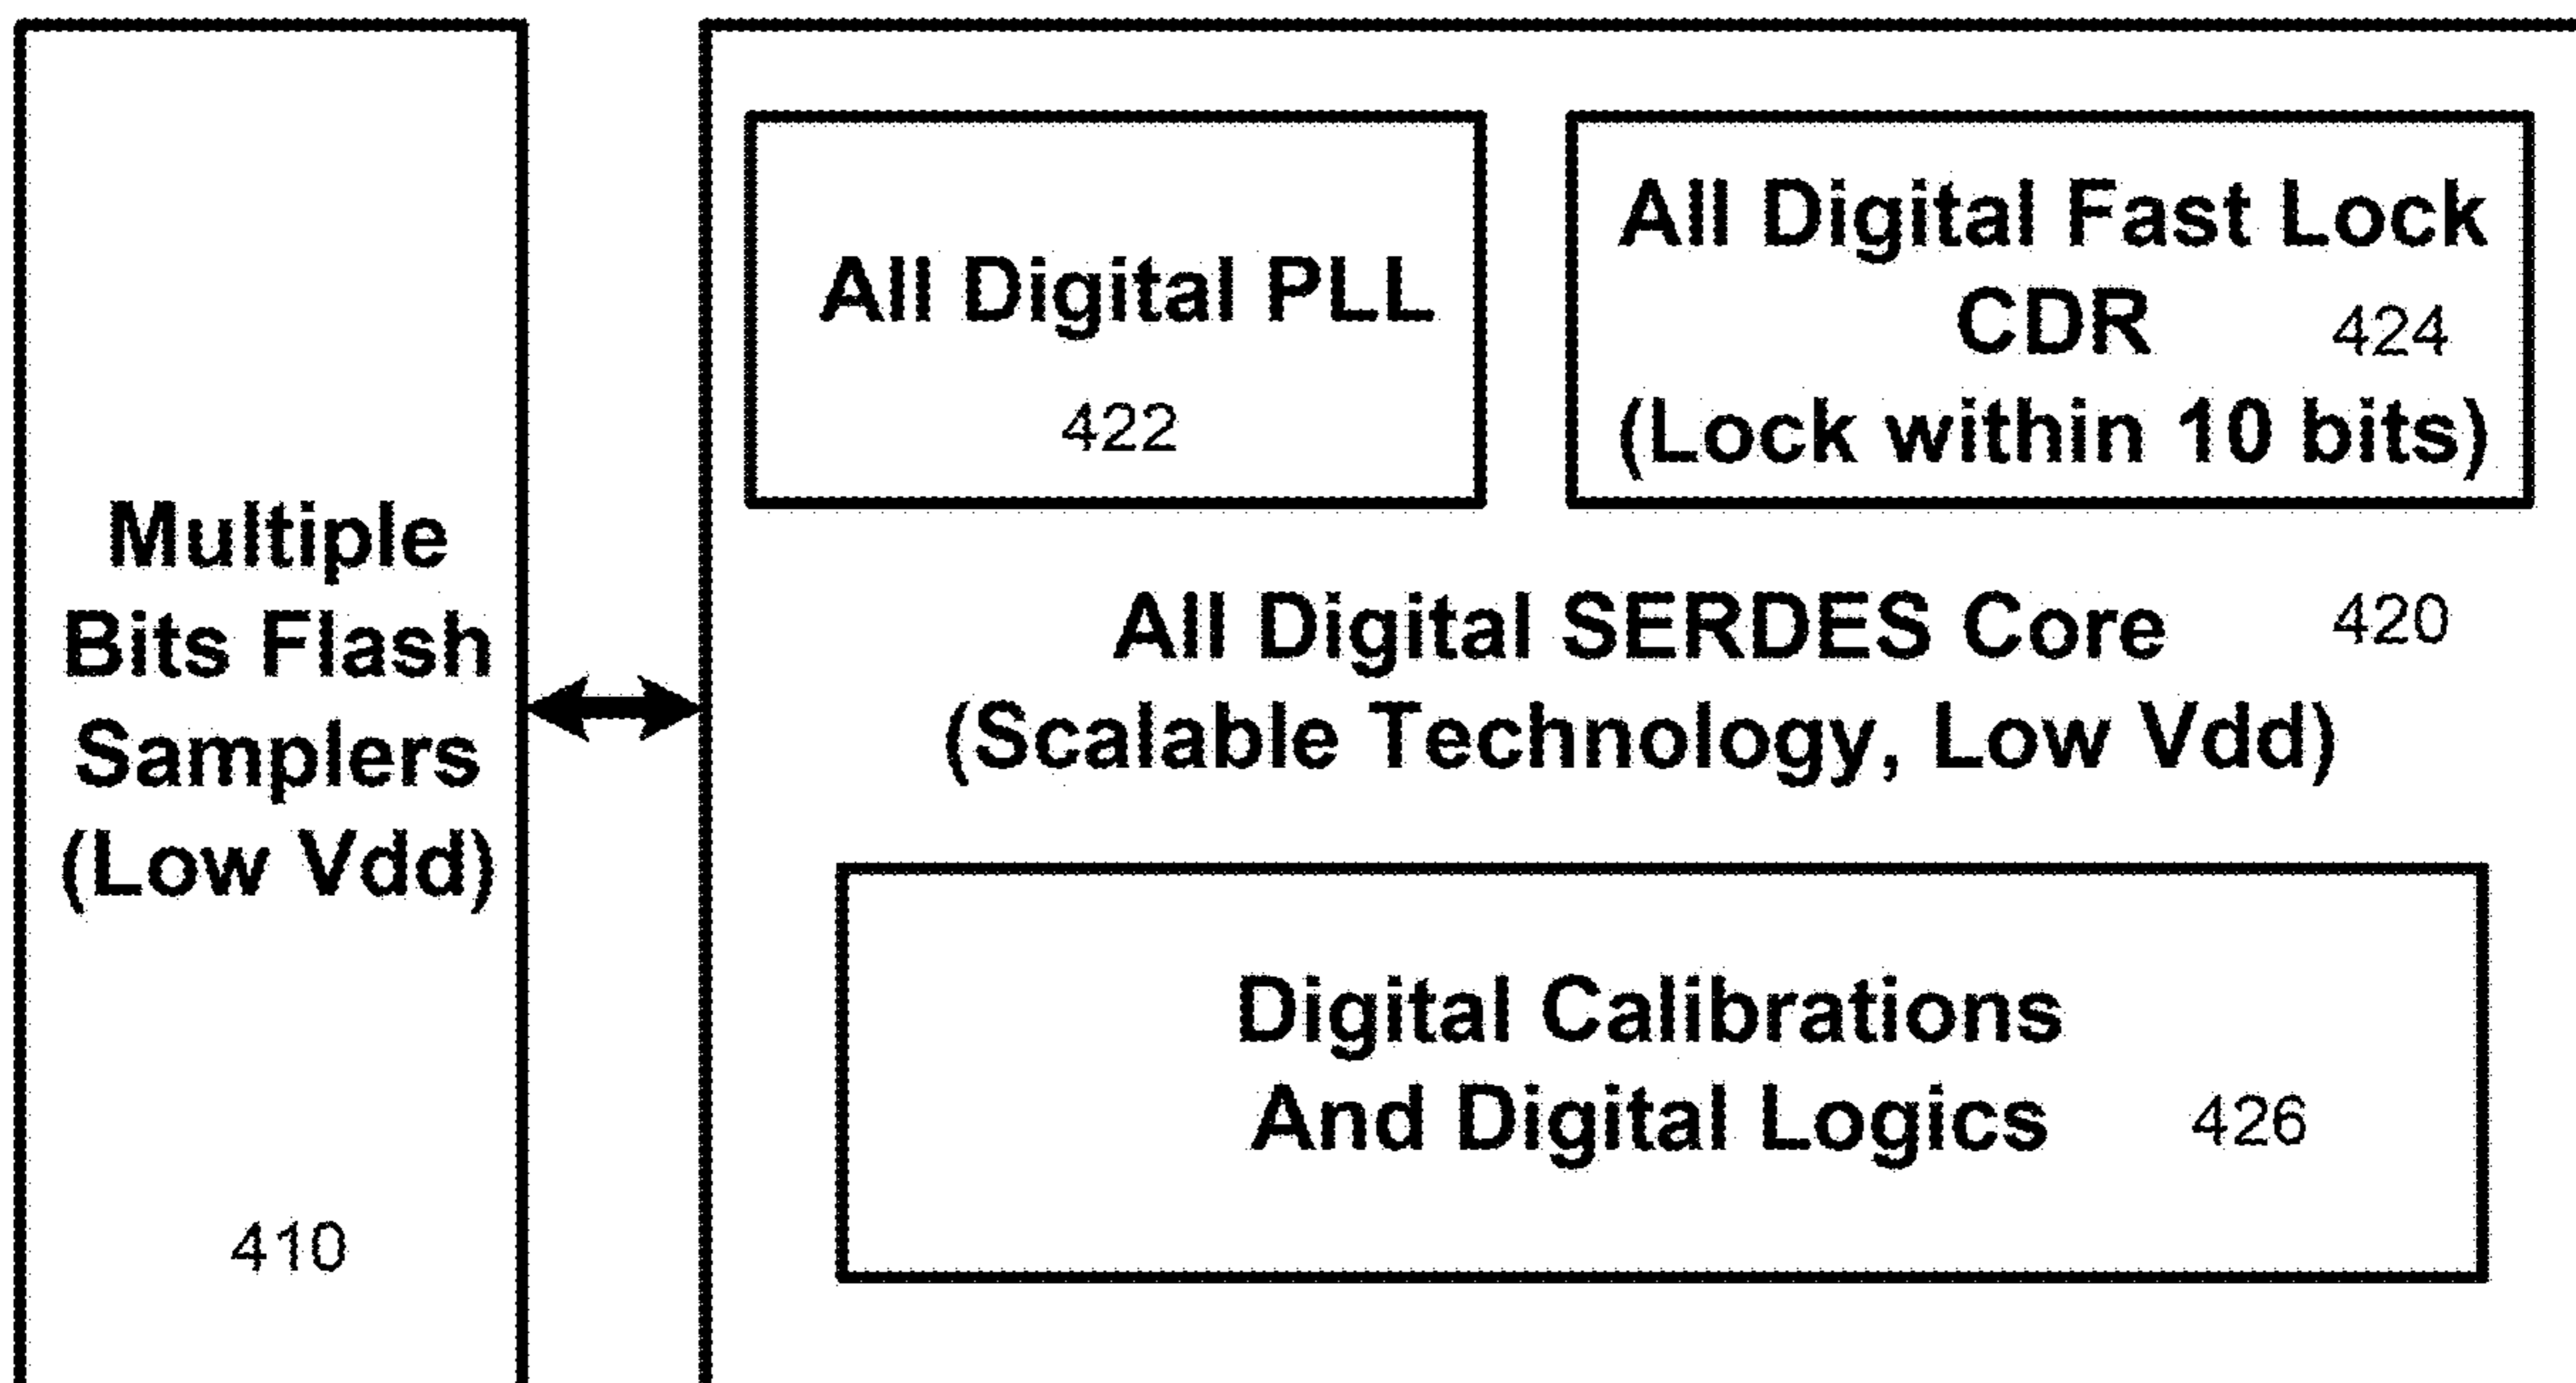 Multiple
Bits Flash
Samplers
(Low Vdd)
410
All Digital PLL
422
All Digital Fast Lock
CDR 424
(Lock within 10 bits)
All Digital SERDES Core 420
(Scalable Technology, Low Vdd)
Digital Calibrations
And Digital Logics 426